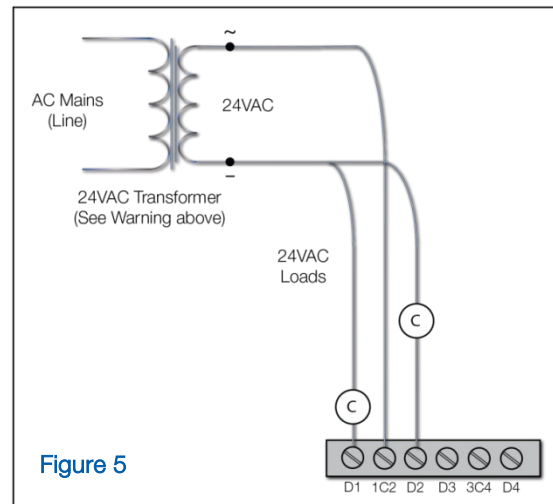 ~
AC Mains
(Line)
24VAC
–
24VAC Transformer
(See Warning above)
24VAC
Loads
C
C
Figure 5
D1 1C2 D2 D3 3C4 D4